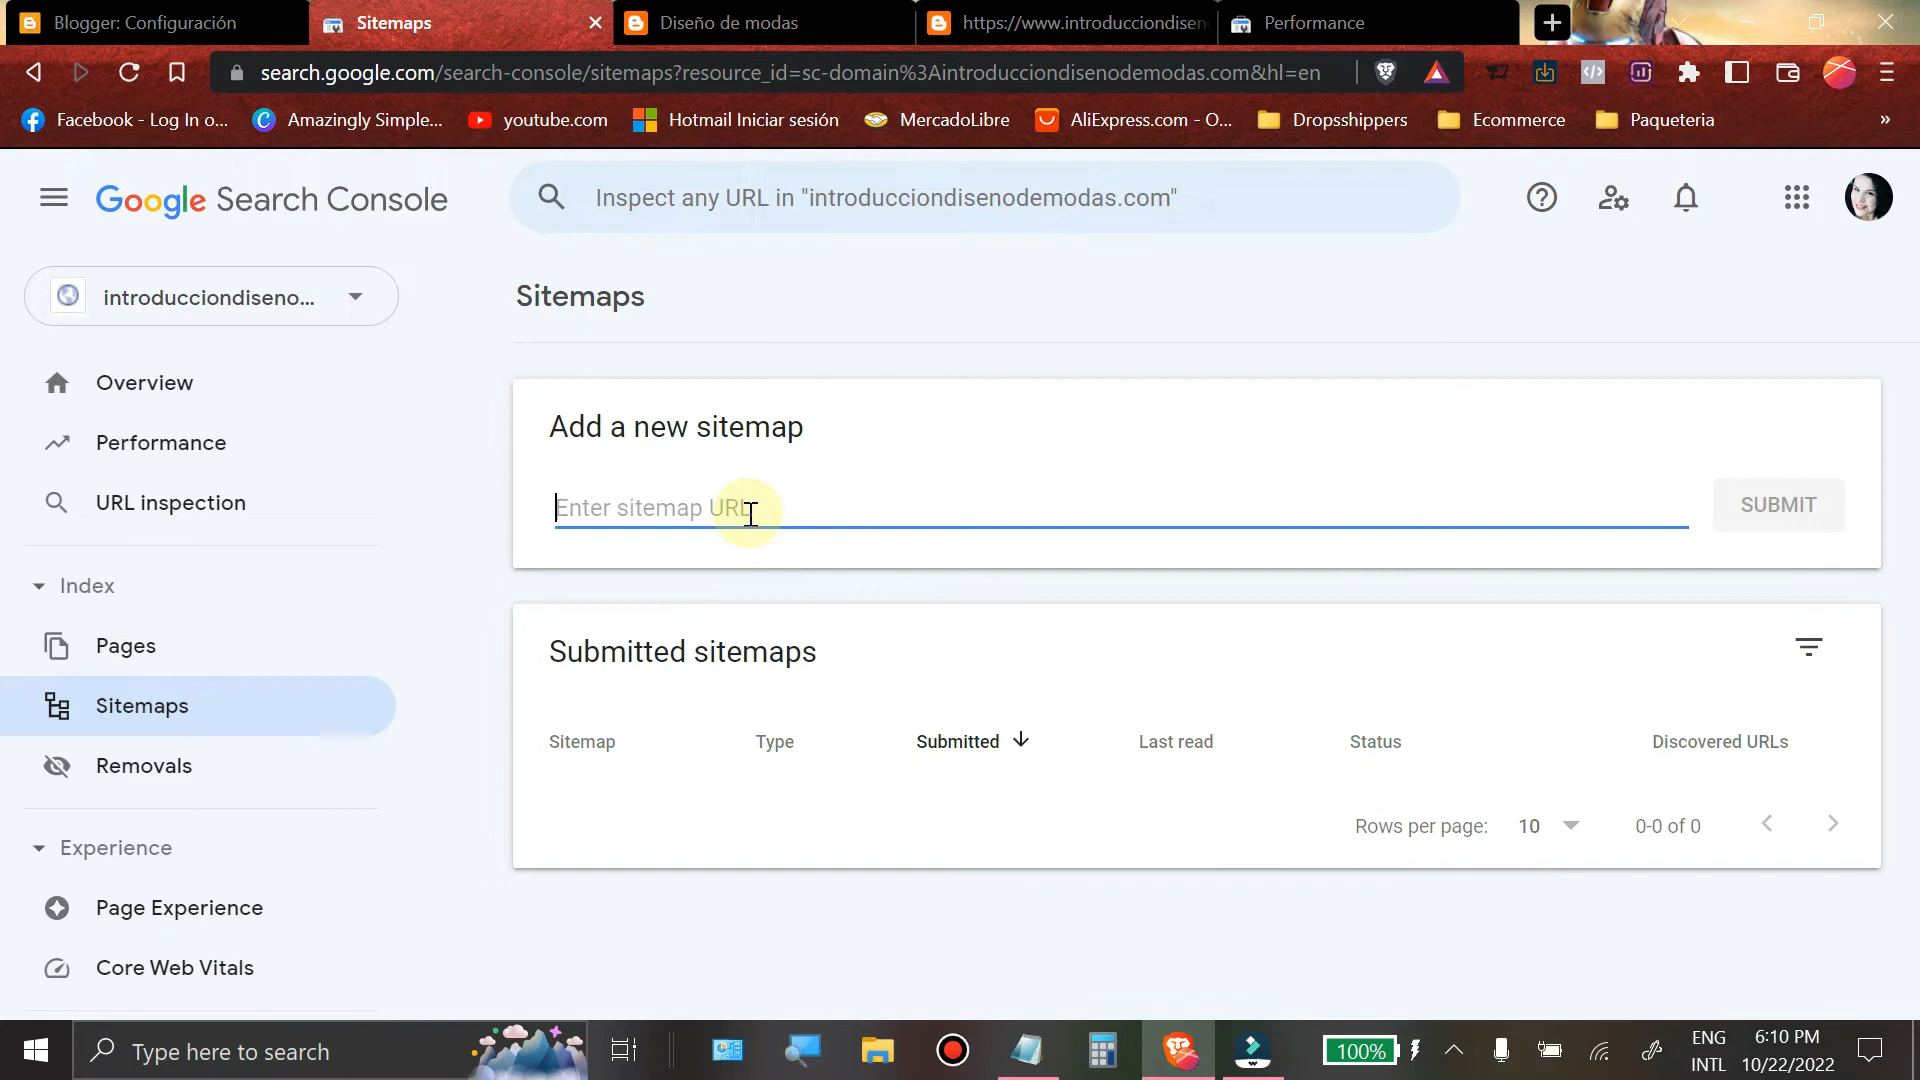 Blogger: Configuración
Sitemaps
Diseño de modas
https://www.introducciondisen
Performance
search.google.com/search-console/sitemaps?resource_id=sc-domain%3Aintroducciondisenodemodas.com&hl=en
Facebook - Log In o...
Amazingly Simple...
youtube.com
Hotmail Iniciar sesión
MercadoLibre
AliExpress.com - O...
Dropsshippers
Ecommerce
Paqueteria
»
Google Search Console
Inspect any URL in "introducciondisenodemodas.com"
introducciondiseno...
Sitemaps
Overview
Performance
URL inspection
Index
Pages
Sitemaps
Removals
Experience
Page Experience
Core Web Vitals
Add a new sitemap
Enter sitemap URL
SUBMIT
Submitted sitemaps
Sitemap Type Submitted Last read Status Discovered URLs
Rows per page: 10 0-0 of 0
Type here to search
100%
ENG
INTL
6:10 PM
10/22/2022